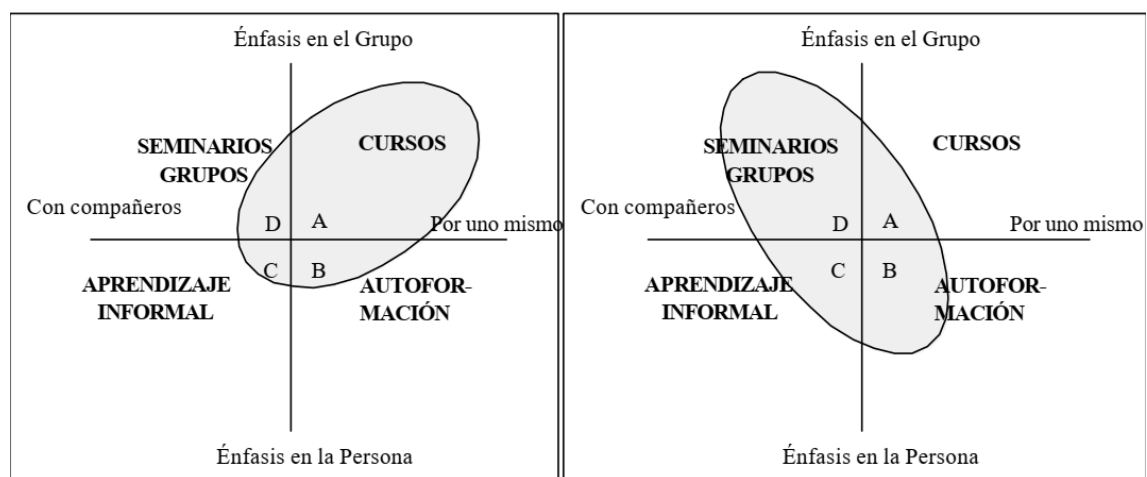 Énfasis en el Grupo
SEMINARIOS
GRUPOS
CURSOS
Con compañeros
D
A
Por uno mismo
C
B
APRENDIZAJE
INFORMAL
AUTOFOR-
MACIÓN
Énfasis en la Persona
Énfasis en el Grupo
SEMINARIOS
GRUPOS
CURSOS
Con compañeros
D
A
Por uno mismo
C
B
APRENDIZAJE
INFORMAL
AUTOFOR-
MACIÓN
Énfasis en la Persona